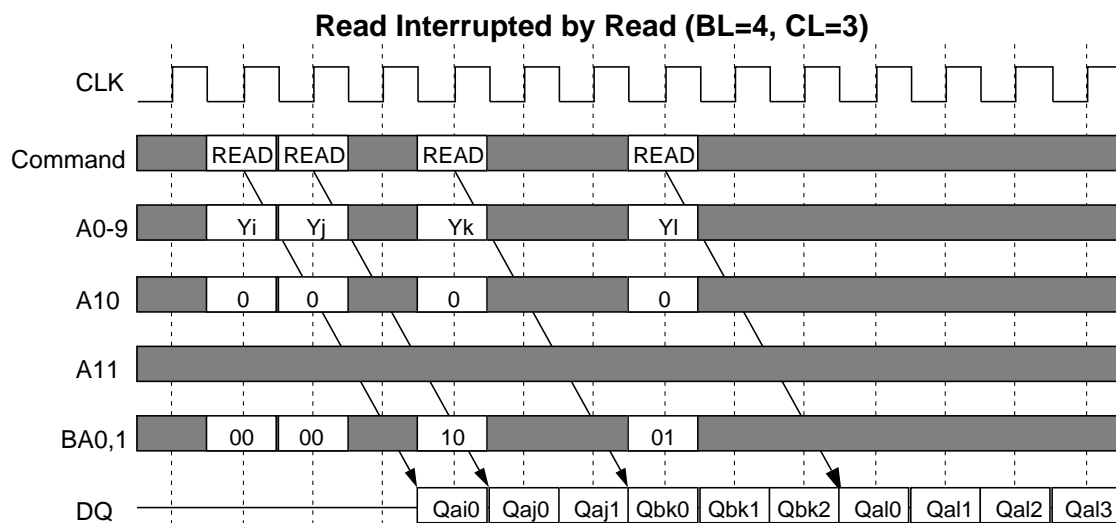 Read Interrupted by Read (BL=4, CL=3)
CLK
Command READ READ READ READ
A0-9 Yi Yj Yk Yl
A10 0 0 0 0
A11
BA0,1 00 00 10 01
DQ Qai0 Qaj0 Qaj1 Qbk0 Qbk1 Qbk2 Qal0 Qal1 Qal2 Qal3